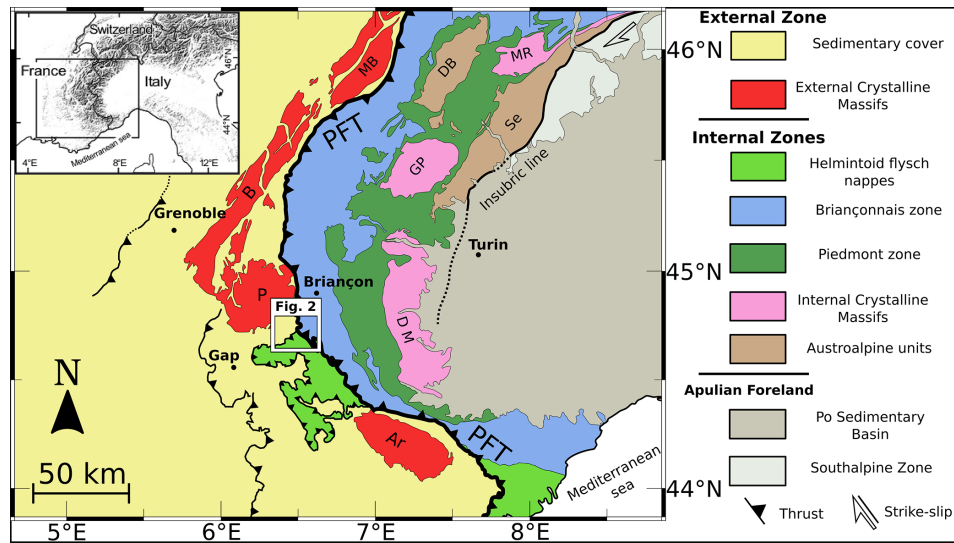 Switzerland
France
Italy
Mediterranean sea
46°N
44°N
4°E
8°E
12°E
MB
DB
MR
PFT
Se
GP
Insubric line
B
Grenoble
Turin
Briançon
P
Fig. 2
D M
Gap
N
Ar
PFT
50 km
Mediterranean
sea
46°N
45°N
44°N
5°E
6°E
7°E
8°E
External Zone
Sedimentary cover
External Crystalline
Massifs
Internal Zones
Helmintoid flysch
nappes
Briançonnais zone
Piedmont zone
Internal Crystalline
Massifs
Austroalpine units
Apulian Foreland
Po Sedimentary
Basin
Southalpine Zone
Thrust
Strike-slip